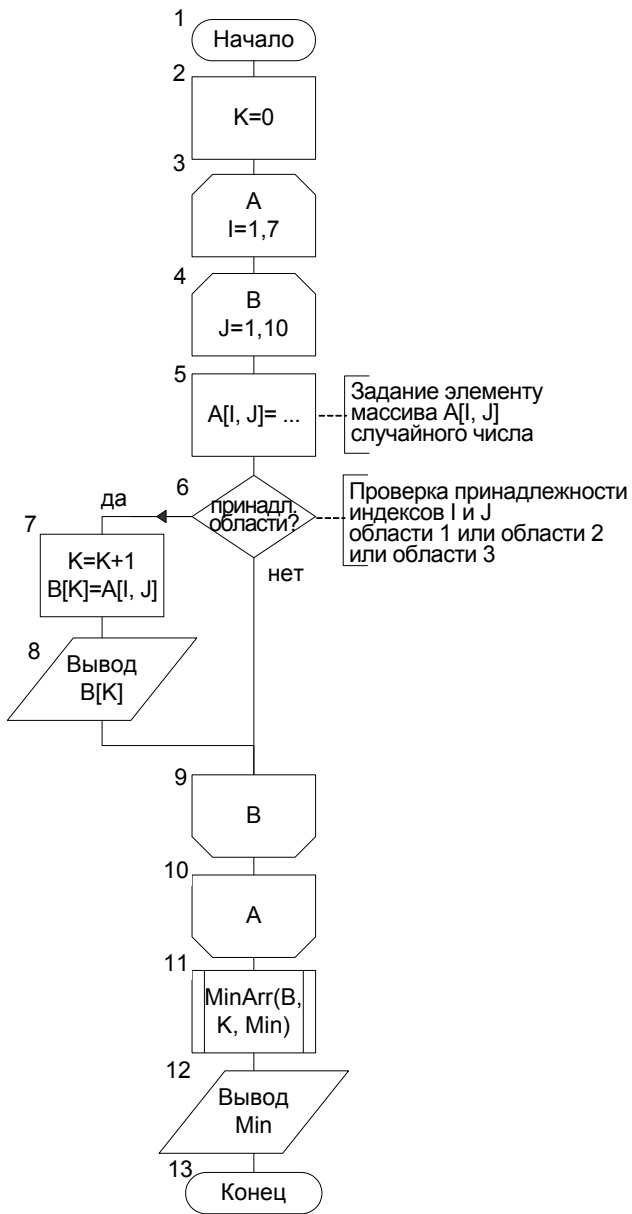 1
Начало
2
K=0
3
A
I=1,7
4
B
J=1,10
5
A[I, J]= ...
Задание элементу
массива A[I, J]
случайного числа
6
принадл.
области?
Проверка принадлежности
индексов I и J
области 1 или области 2
или области 3
да
нет
7
K=K+1
B[K]=A[I, J]
8
Вывод
B[K]
9
B
10
A
11
MinArr(B,
K, Min)
12
Вывод
Min
13
Конец